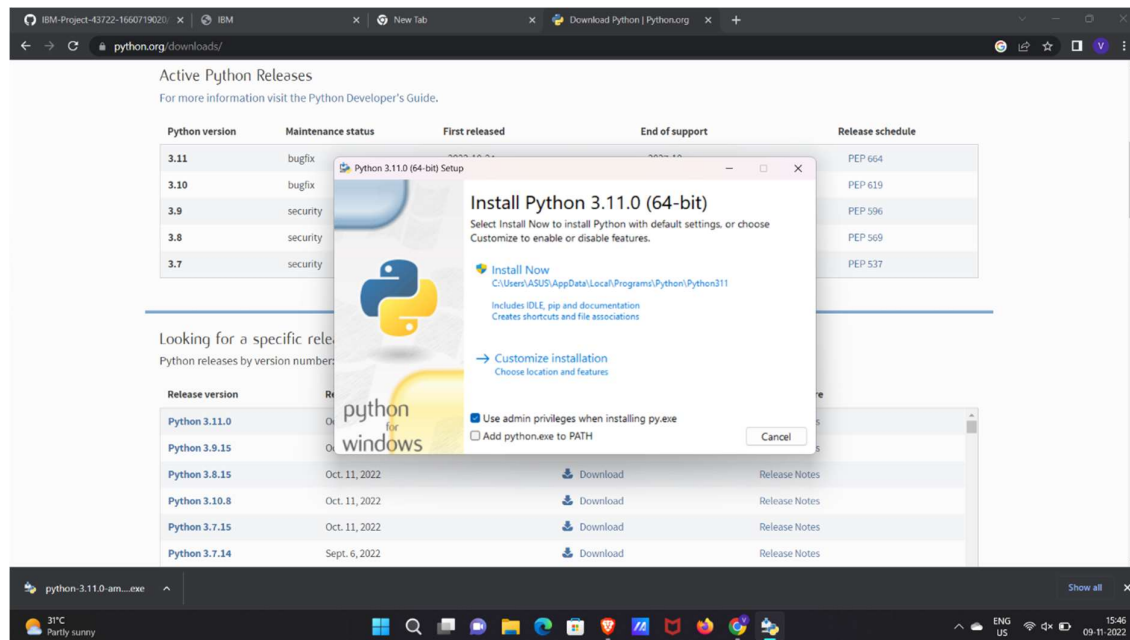 IBM-Project-43722-1660719020/
IBM
New Tab
Download Python | Python.org
python.org/downloads/
Active Python Releases
For more information visit the Python Developer's Guide.
Python version Maintenance status First released End of support Release schedule
3.11 bugfix PEP 664
3.10 bugfix PEP 619
3.9 security PEP 596
3.8 security PEP 569
3.7 security PEP 537
Python 3.11.0 (64-bit) Setup
Install Python 3.11.0 (64-bit)
Select Install Now to install Python with default settings, or choose
Customize to enable or disable features.
Install Now
C:\Users\ASUS\AppData\Local\Programs\Python\Python311
Includes IDLE, pip and documentation
Creates shortcuts and file associations
Customize installation
Choose location and features
Use admin privileges when installing py.exe
Add python.exe to PATH
Cancel
python
for
windows
Looking for a specific
Python releases by version number:
Release version
Python 3.11.0
Python 3.9.15
Python 3.8.15 Oct. 11, 2022 Download Release Notes
Python 3.10.8 Oct. 11, 2022 Download Release Notes
Python 3.7.15 Oct. 11, 2022 Download Release Notes
Python 3.7.14 Sept. 6, 2022 Download Release Notes
python-3.11.0-am....exe
Show all
31°C
Partly sunny
ENG
US
15:46
09-11-2022